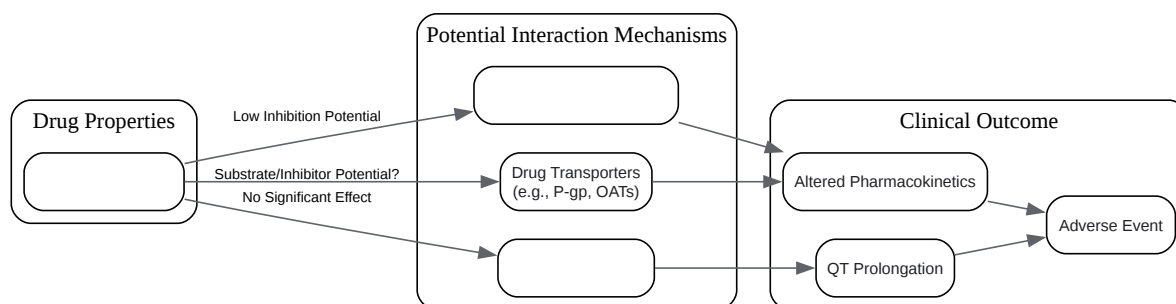 Potential Interaction Mechanisms
Drug Properties
Low Inhibition Potential
Substrate/Inhibitor Potential?
No Significant Effect
Drug Transporters
(e.g., P-gp, OATs)
Clinical Outcome
Altered Pharmacokinetics
QT Prolongation
Adverse Event